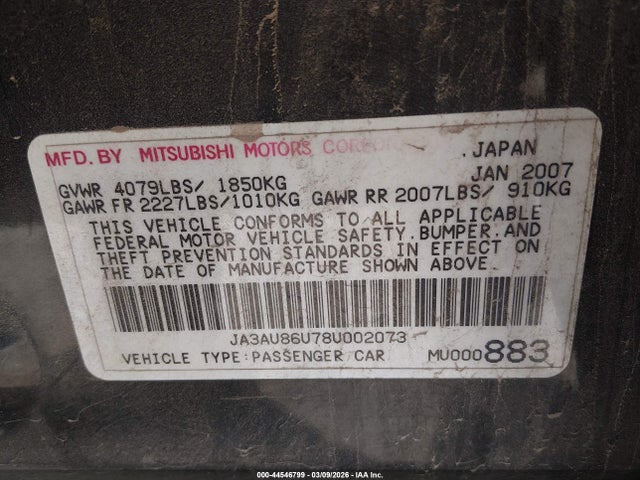 MFD. BY MITSUBISHI MOTORS CORPORATION, JAPAN
GVWR 4079LBS/ 1850KG JAN 2007
GAWR FR 2227LBS/1010KG GAWR RR 2007LBS/ 910KG
THIS VEHICLE CONFORMS TO ALL APPLICABLE
FEDERAL MOTOR VEHICLE SAFETY.BUMPER.AND
THEFT PREVENTION STANDARDS IN EFFECT ON
THE DATE OF MANUFACTURE SHOWN ABOVE.
JA3AU86U78U002073
VEHICLE TYPE:PASSENGER CAR MU000883
000-44546799 - 03/09/2026 - IAA Inc.